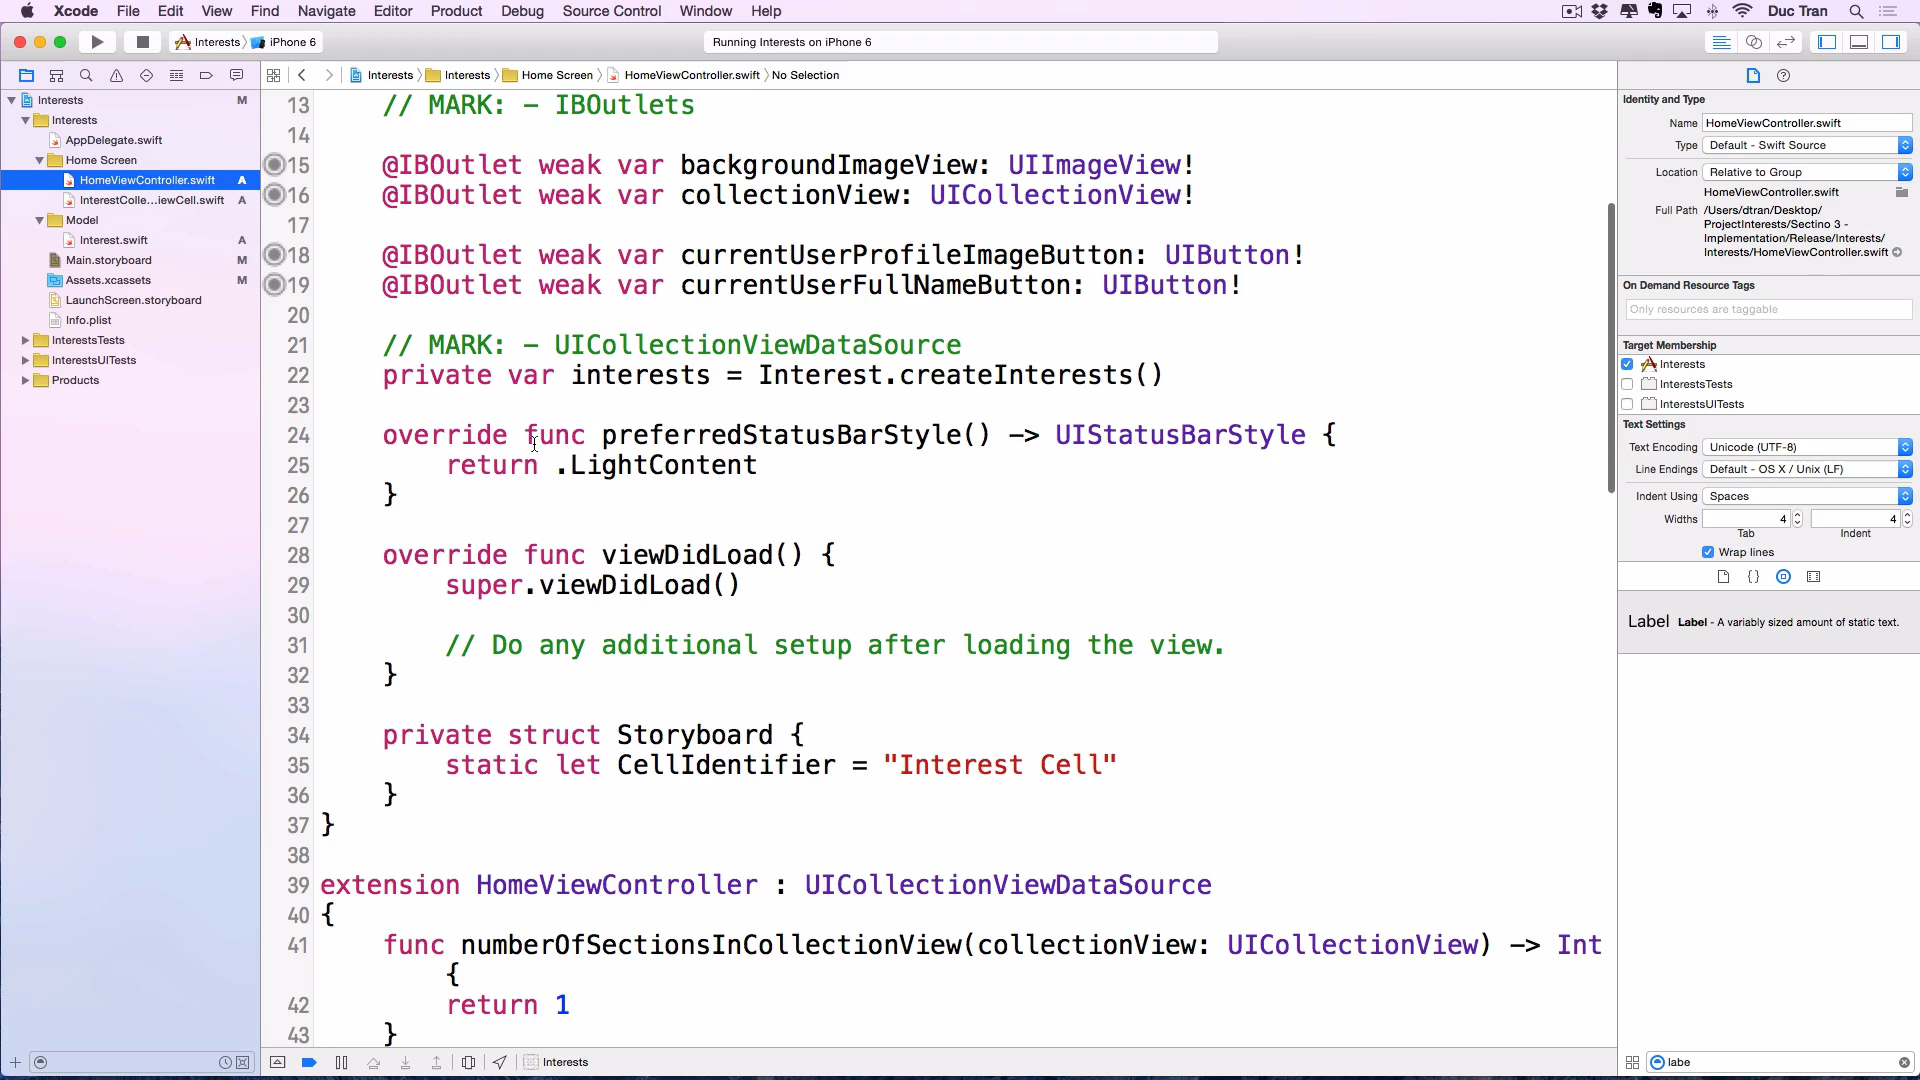 Xcode File Edit View Find Navigate Editor Product Debug Source Control Window Help Duc Tran
Interests iPhone 6 Running Interests on iPhone 6
Interests Interests Home Screen HomeViewController.swift No Selection
Interests M
Interests
AppDelegate.swift
Home Screen
HomeViewController.swift A
InterestColle...iewCell.swift A
Model
Interest.swift A
Main.storyboard M
Assets.xcassets M
LaunchScreen.storyboard
Info.plist
InterestsTests
InterestsUITests
Products
13 // MARK: - IBOutlets
14
15 @IBOutlet weak var backgroundImageView: UIImageView!
16 @IBOutlet weak var collectionView: UICollectionView!
17
18 @IBOutlet weak var currentUserProfileImageButton: UIButton!
19 @IBOutlet weak var currentUserFullNameButton: UIButton!
20
21 // MARK: - UICollectionViewDataSource
22 private var interests = Interest.createInterests()
23
24 override func preferredStatusBarStyle() -> UIStatusBarStyle {
25 return .LightContent
26 }
27
28 override func viewDidLoad() {
29 super.viewDidLoad()
30
31 // Do any additional setup after loading the view.
32 }
33
34 private struct Storyboard {
35 static let CellIdentifier = "Interest Cell"
36 }
37 }
38
39 extension HomeViewController : UICollectionViewDataSource
40 {
41 func numberOfSectionsInCollectionView(collectionView: UICollectionView) -> Int
{
42 return 1
43 }
Interests
Identity and Type
Name HomeViewController.swift
Type Default - Swift Source
Location Relative to Group
HomeViewController.swift
Full Path /Users/dtran/Desktop/
ProjectInterests/Sectino 3 -
Implementation/Release/Interests/
Interests/HomeViewController.swift
On Demand Resource Tags
Only resources are taggable
Target Membership
Interests
InterestsTests
InterestsUITests
Text Settings
Text Encoding Unicode (UTF-8)
Line Endings Default - OS X / Unix (LF)
Indent Using Spaces
Widths 4 4
Tab Indent
Wrap lines
{}
Label Label - A variably sized amount of static text.
labe